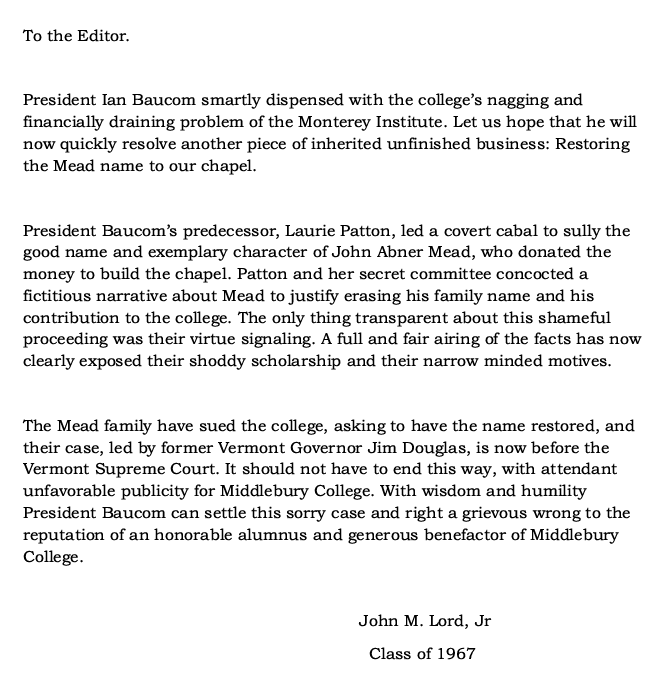 To the Editor.
President Ian Baucom smartly dispensed with the college's nagging and
financially draining problem of the Monterey Institute. Let us hope that he will
now quickly resolve another piece of inherited unfinished business: Restoring
the Mead name to our chapel.
President Baucom's predecessor, Laurie Patton, led a covert cabal to sully the
good name and exemplary character of John Abner Mead, who donated the
money to build the chapel. Patton and her secret committee concocted a
fictitious narrative about Mead to justify erasing his family name and his
contribution to the college. The only thing transparent about this shameful
proceeding was their virtue signaling. A full and fair airing of the facts has now
clearly exposed their shoddy scholarship and their narrow minded motives.
The Mead family have sued the college, asking to have the name restored, and
their case, led by former Vermont Governor Jim Douglas, is now before the
Vermont Supreme Court. It should not have to end this way, with attendant
unfavorable publicity for Middlebury College. With wisdom and humility
President Baucom can settle this sorry case and right a grievous wrong to the
reputation of an honorable alumnus and generous benefactor of Middlebury
College.
John M. Lord, Jr
Class of 1967